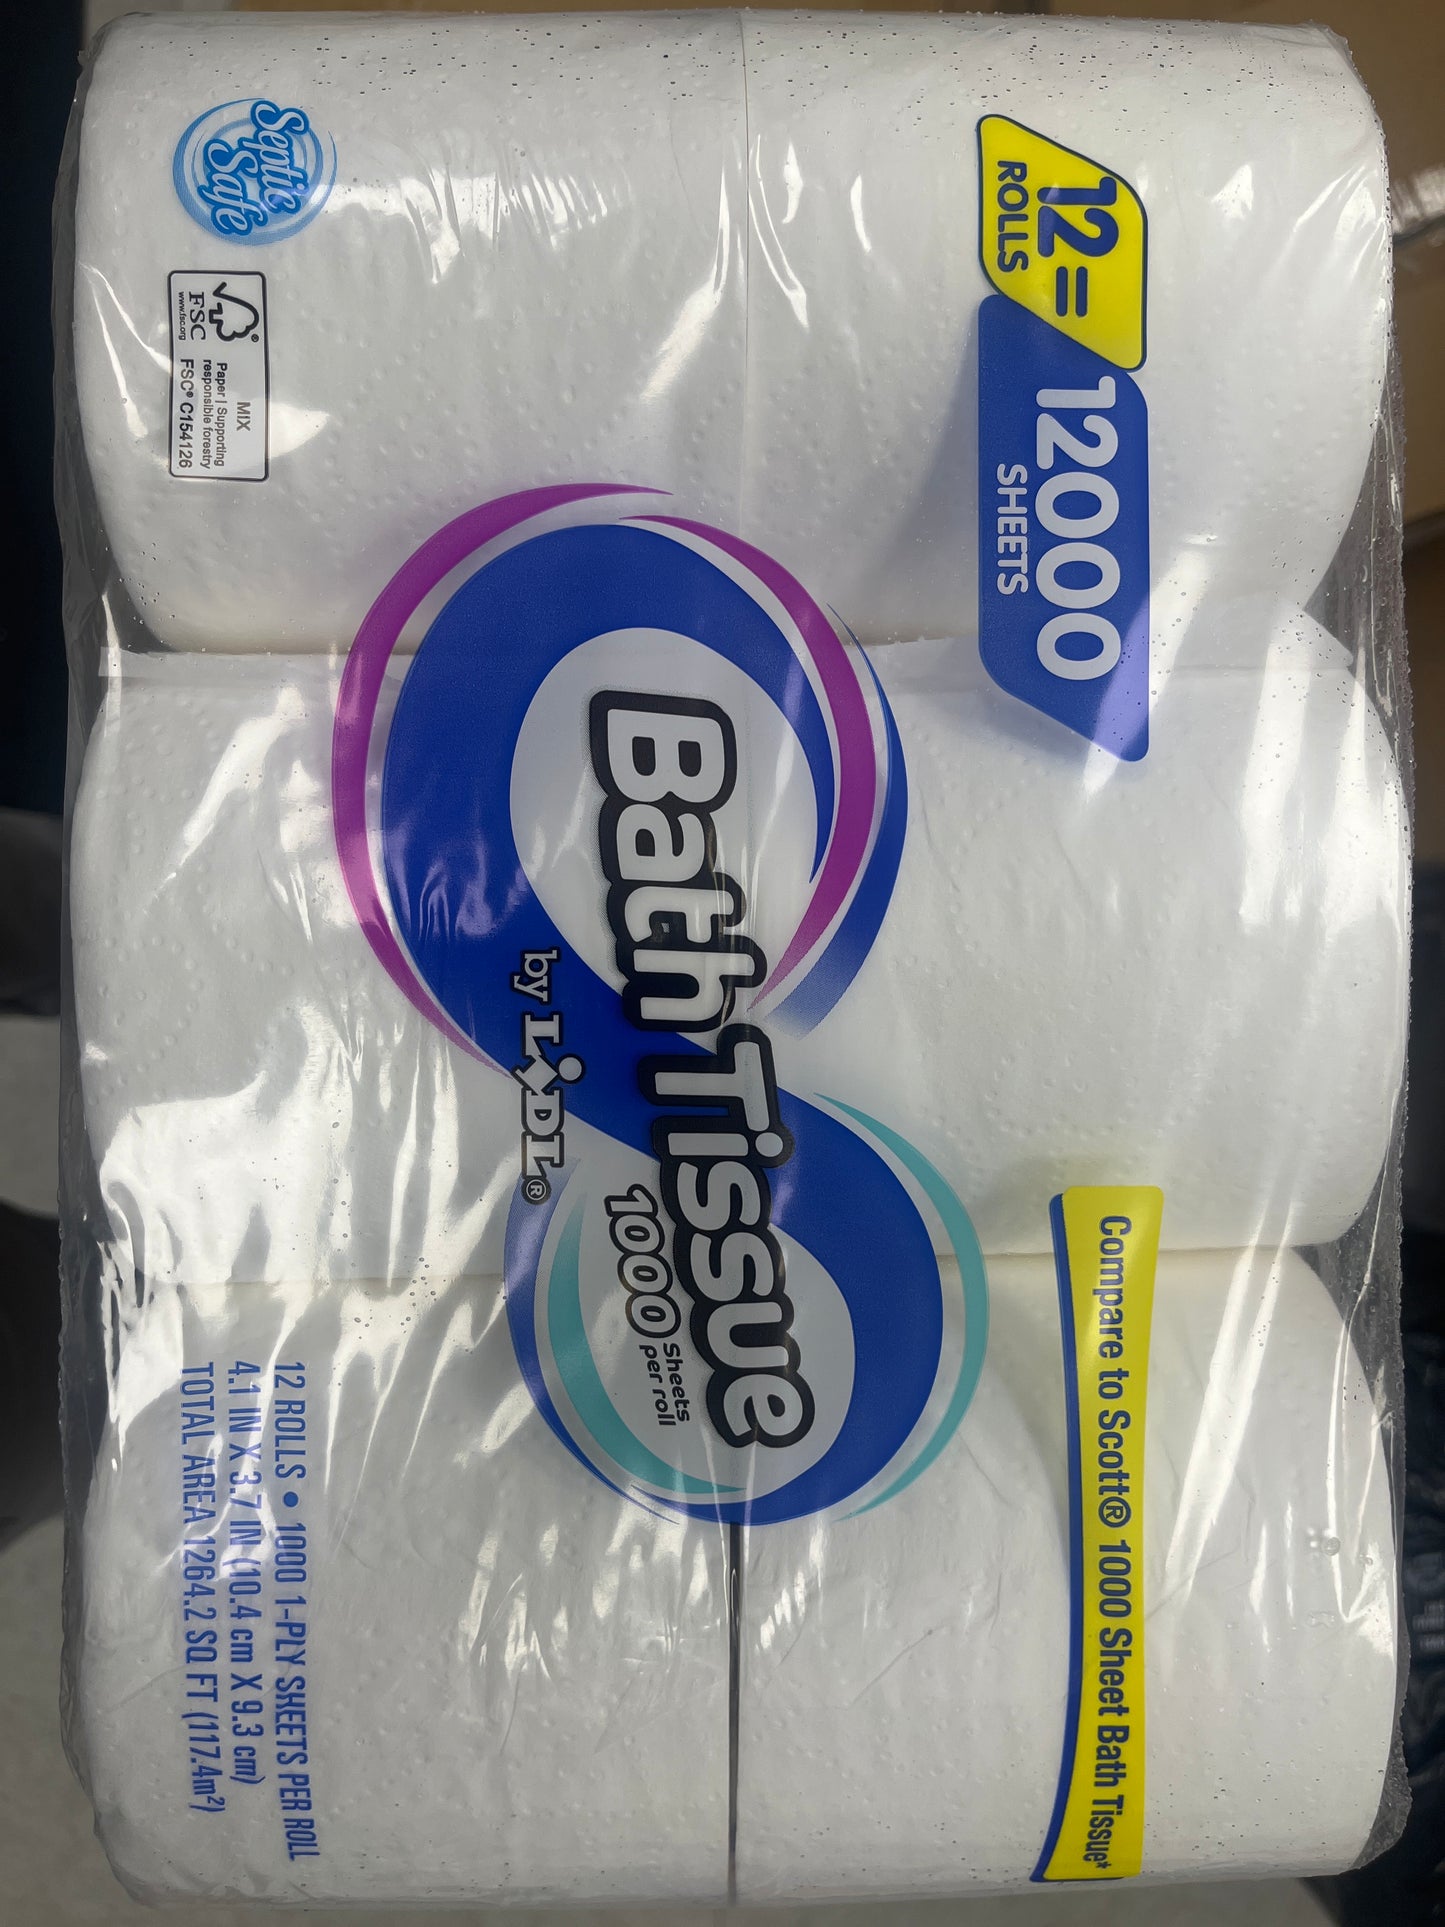 12 =
ROLLS
12000
SHEETS
Compare to Scott® 1000 Sheet Bath Tissue*
Bath Tissue
by LIDL®
1000 Sheets
per roll
Septic
Safe
FSC®
www.fsc.org
MIX
Paper | Supporting
responsible forestry
FSC® C154126
12 ROLLS • 1000 1-PLY SHEETS PER ROLL
4.1 IN X 3.7 IN (10.4 cm X 9.3 cm)
TOTAL AREA 1264.2 SQ FT (117.4m²)